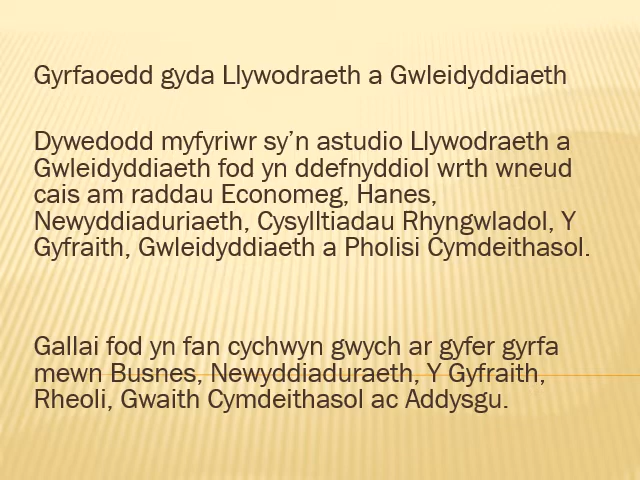 Gyrfaoedd gyda Llywodraeth a Gwleidyddiaeth
Dywedodd myfyriwr sy’n astudio Llywodraeth a
Gwleidyddiaeth fod yn ddefnyddiol wrth wneud
cais am raddau Economeg, Hanes,
Newyddiaduriaeth, Cysylltiadau Rhyngwladol, Y
Gyfraith, Gwleidyddiaeth a Pholisi Cymdeithasol.
Gallai fod yn fan cychwyn gwych ar gyfer gyrfa
mewn Busnes, Newyddiaduraeth, Y Gyfraith,
Rheoli, Gwaith Cymdeithasol ac Addysgu.